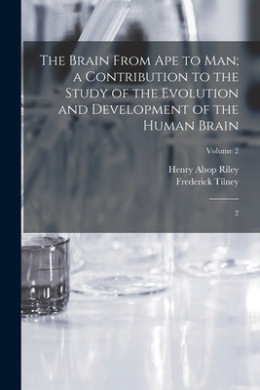 The Brain From Ape to Man;
a Contribution to the
Study of the Evolution
and Development of the
Human Brain
Volume 2
Henry Alsop Riley
Frederick Tilney
2